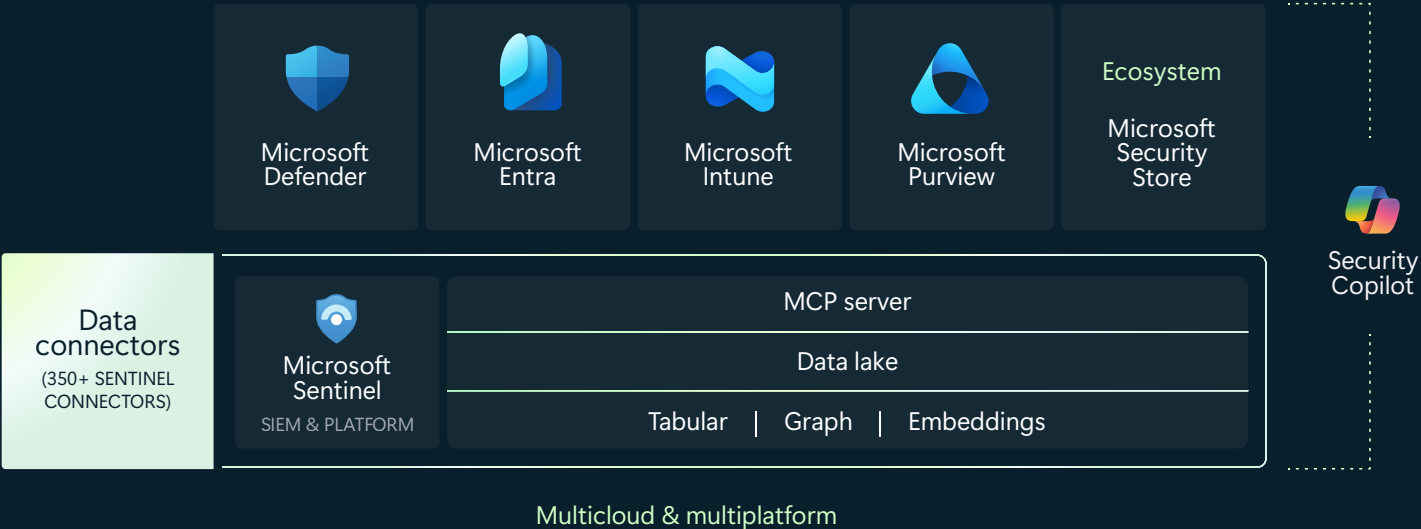 Microsoft
Defender
Microsoft
Entra
Microsoft
Intune
Microsoft
Purview
Ecosystem
Microsoft
Security
Store
Security
Copilot
Data
connectors
(350+ SENTINEL
CONNECTORS)
Microsoft
Sentinel
SIEM & PLATFORM
MCP server
Data lake
Tabular | Graph | Embeddings
Multicloud & multiplatform